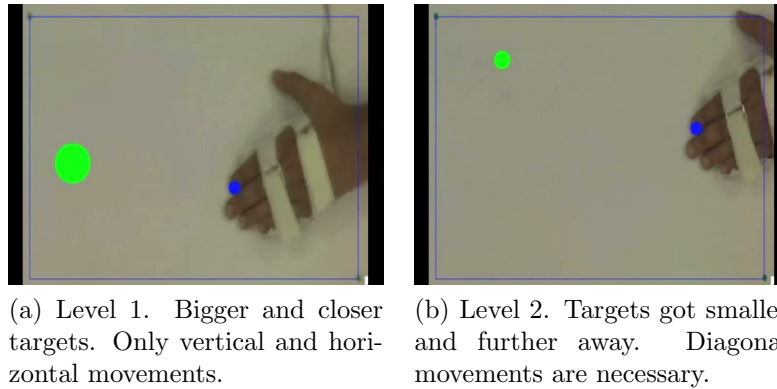 (a) Level 1. Bigger and closer
targets. Only vertical and hori-
zontal movements.
(b) Level 2. Targets got smalle
and further away. Diagona
movements are necessary.